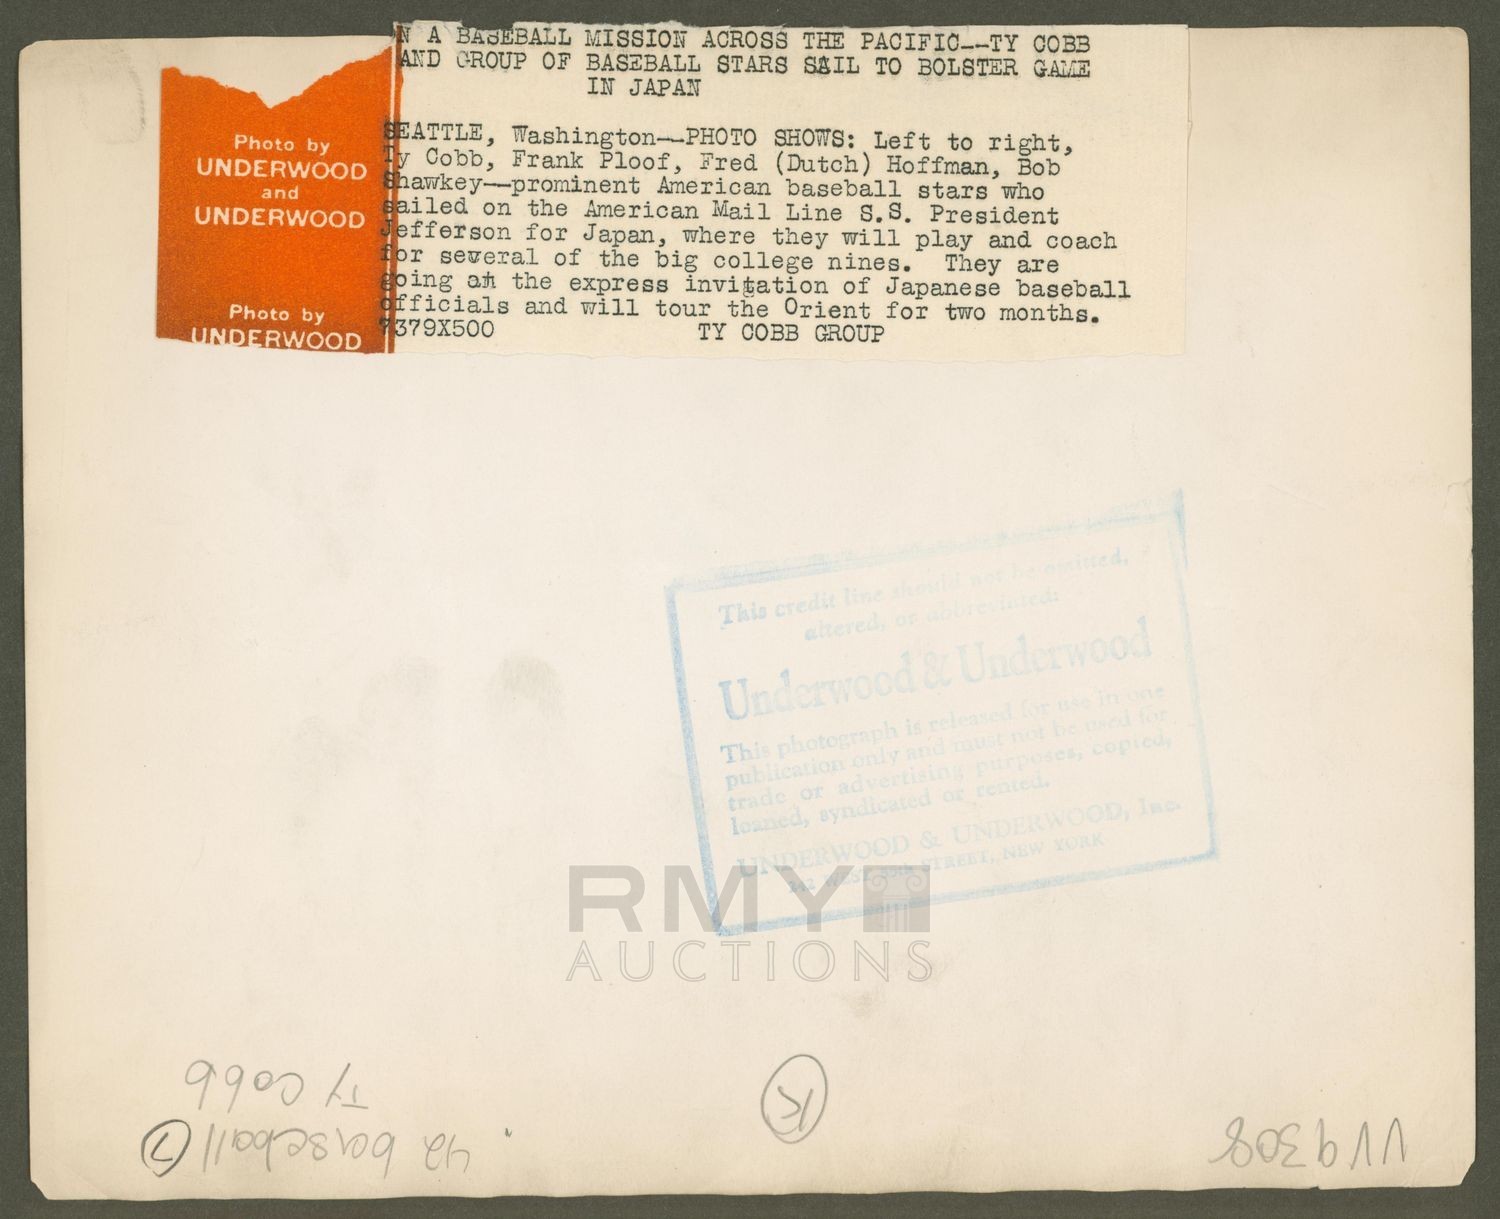 N A BASEBALL MISSION ACROSS THE PACIFIC--TY COBB
AND GROUP OF BASEBALL STARS SAIL TO BOLSTER GAME
IN JAPAN
SEATTLE, Washington--PHOTO SHOWS: Left to right,
Ty Cobb, Frank Ploof, Fred (Dutch) Hoffman, Bob
Shawkey--prominent American baseball stars who
sailed on the American Mail Line S.S. President
Jefferson for Japan, where they will play and coach
for several of the big college nines. They are
going at the express invitation of Japanese baseball
officials and will tour the Orient for two months.
7379X500 TY COBB GROUP
Photo by
UNDERWOOD
and
UNDERWOOD
Photo by
UNDERWOOD
This credit line should not be omitted,
altered, or abbreviated:
Underwood & Underwood
This photograph is released for use in one
publication only and must not be used for
trade or advertising purposes, copied,
loaned, syndicated or rented.
UNDERWOOD & UNDERWOOD, Inc.
242 WEST 55th STREET, NEW YORK
RMY
AUCTIONS
Ty Cobb
42 baseball
K
VV9308